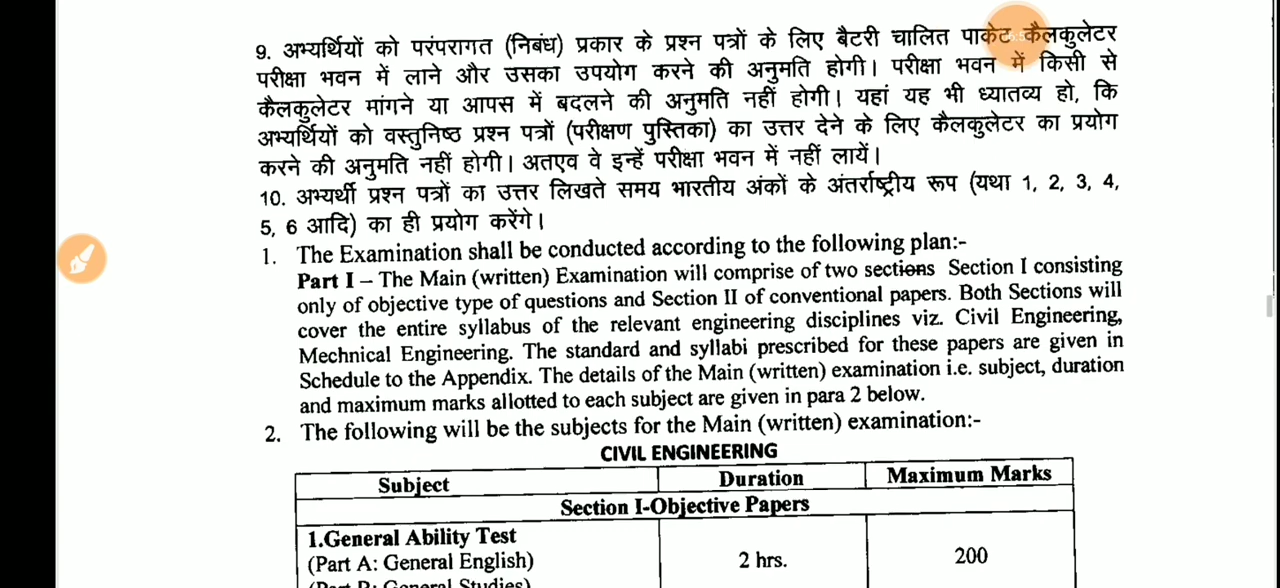 9. अभ्यर्थियों को परंपरागत (निबंध) प्रकार के प्रश्न पत्रों के लिए बैटरी चालित पाकेट कैलकुलेटर
परीक्षा भवन में लाने और उसका उपयोग करने की अनुमति होगी। परीक्षा भवन में किसी से
कैलकुलेटर मांगने या आपस में बदलने की अनुमति नहीं होगी। यहां यह भी ध्यातव्य हो, कि
अभ्यर्थियों को वस्तुनिष्ठ प्रश्न पत्रों (परीक्षण पुस्तिका) का उत्तर देने के लिए कैलकुलेटर का प्रयोग
करने की अनुमति नहीं होगी। अतएव वे इन्हें परीक्षा भवन में नहीं लायें।
10. अभ्यर्थी प्रश्न पत्रों का उत्तर लिखते समय भारतीय अंकों के अंतर्राष्ट्रीय रूप (यथा 1, 2, 3, 4,
5, 6 आदि) का ही प्रयोग करेंगे।
1. The Examination shall be conducted according to the following plan:-
Part I – The Main (written) Examination will comprise of two sections Section I consisting
only of objective type of questions and Section II of conventional papers. Both Sections will
cover the entire syllabus of the relevant engineering disciplines viz. Civil Engineering,
Mechnical Engineering. The standard and syllabi prescribed for these papers are given in
Schedule to the Appendix. The details of the Main (written) examination i.e. subject, duration
and maximum marks allotted to each subject are given in para 2 below.
2. The following will be the subjects for the Main (written) examination:-
CIVIL ENGINEERING
Subject Duration Maximum Marks
Section I-Objective Papers
1.General Ability Test
(Part A: General English) 2 hrs. 200
(Part B: General Studies)